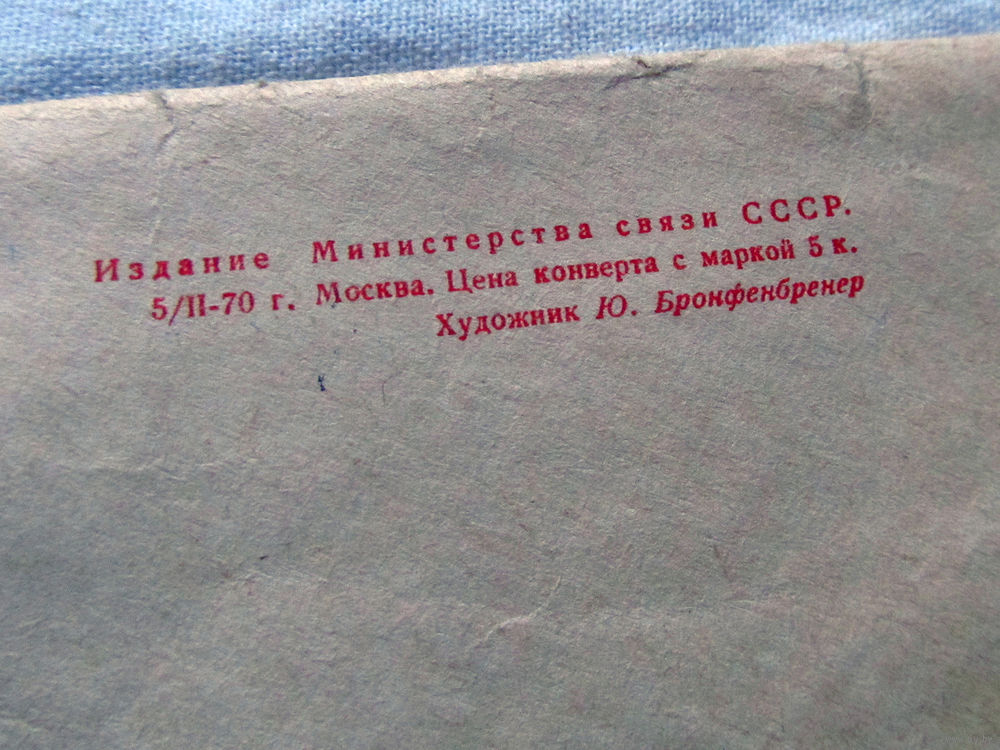 Издание Министерства связи СССР.
5/II-70 г. Москва. Цена конверта с маркой 5 к.
Художник Ю. Бронфенбренер